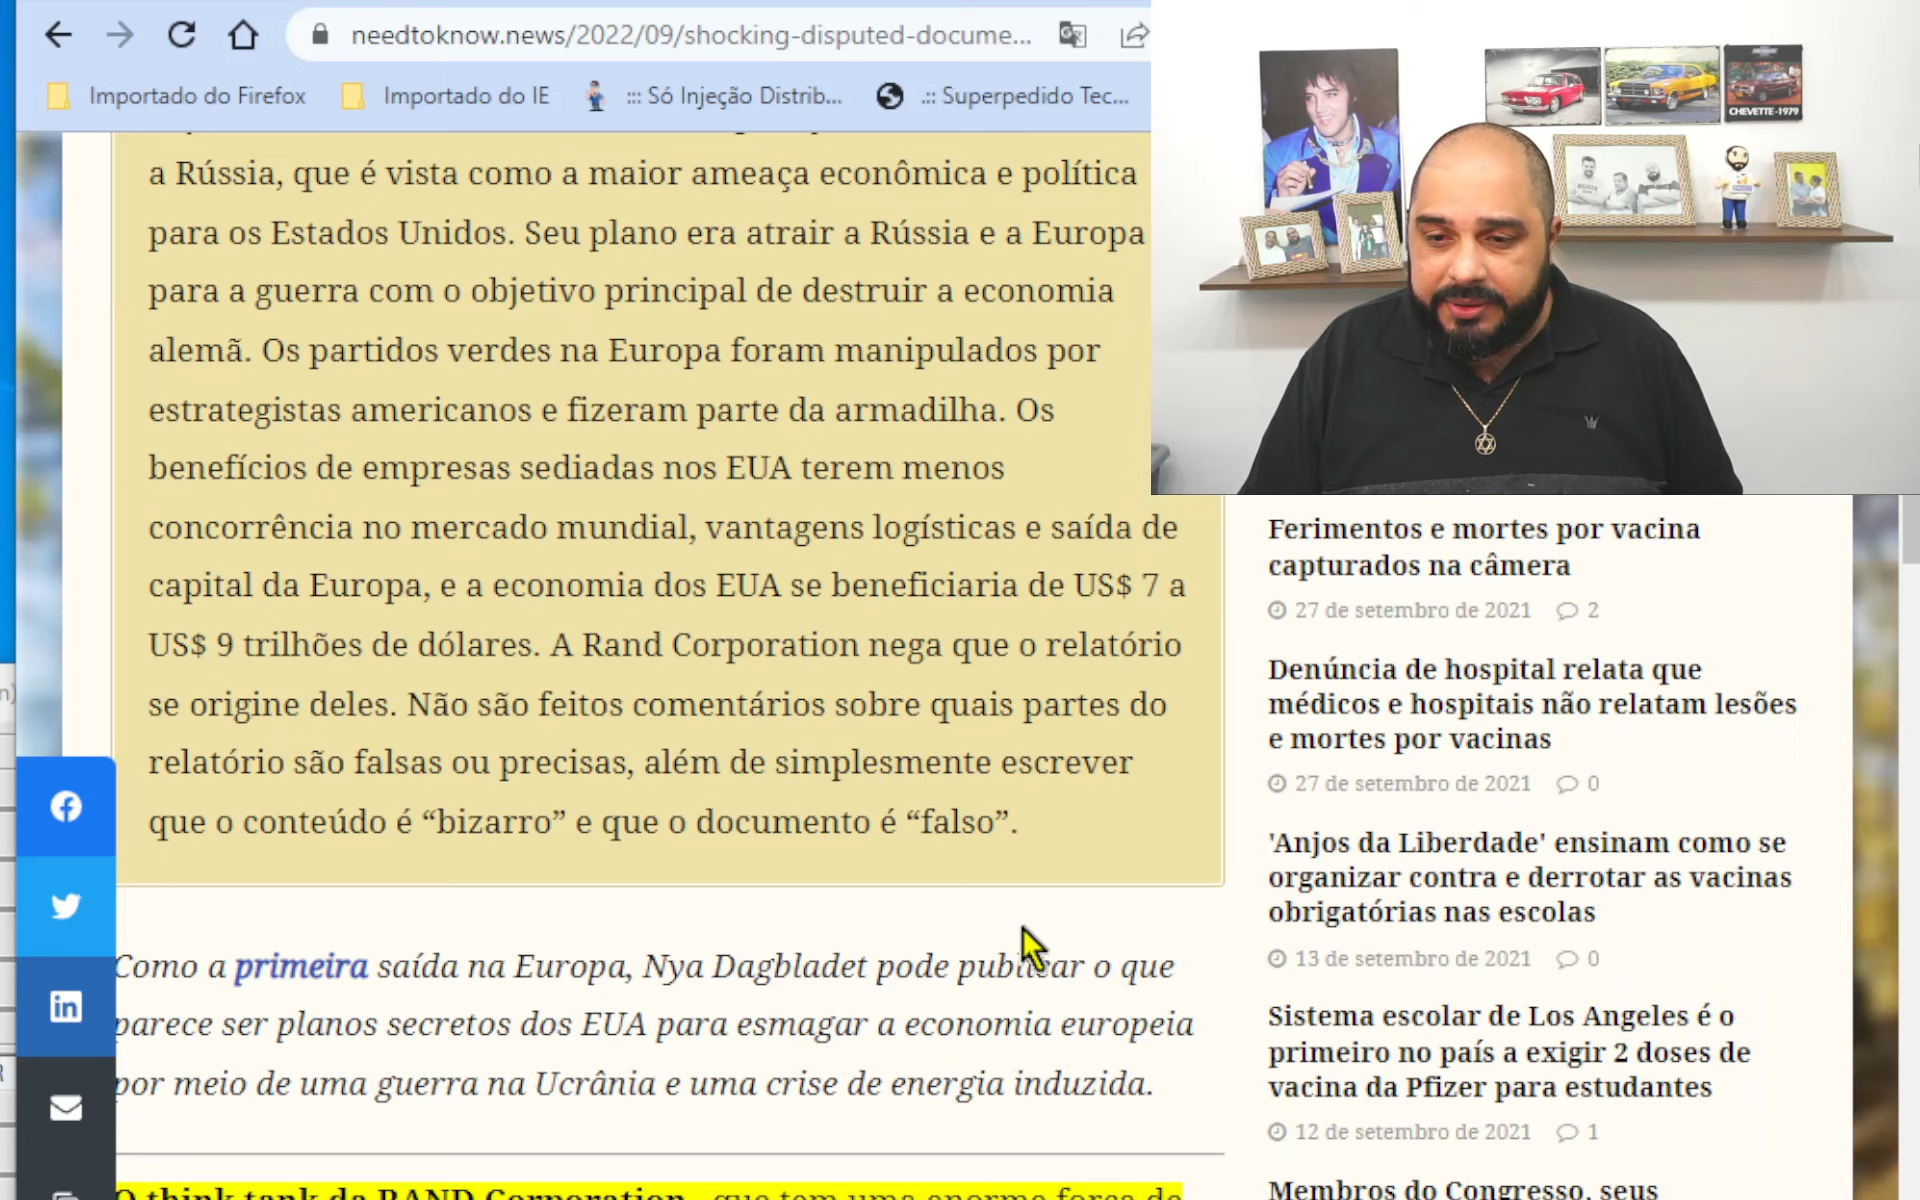 needtoknow.news/2022/09/shocking-disputed-docume...
Importado do Firefox
Importado do IE
::: Só Injeção Distrib...
.:: Superpedido Tec...
CHEVETTE-1979
a Rússia, que é vista como a maior ameaça econômica e política
para os Estados Unidos. Seu plano era atrair a Rússia e a Europa
para a guerra com o objetivo principal de destruir a economia
alemã. Os partidos verdes na Europa foram manipulados por
estrategistas americanos e fizeram parte da armadilha. Os
benefícios de empresas sediadas nos EUA terem menos
concorrência no mercado mundial, vantagens logísticas e saída de
capital da Europa, e a economia dos EUA se beneficiaria de US$ 7 a
US$ 9 trilhões de dólares. A Rand Corporation nega que o relatório
se origine deles. Não são feitos comentários sobre quais partes do
relatório são falsas ou precisas, além de simplesmente escrever
que o conteúdo é “bizarro” e que o documento é “falso”.
Como a primeira saída na Europa, Nya Dagbladet pode publicar o que
parece ser planos secretos dos EUA para esmagar a economia europeia
por meio de uma guerra na Ucrânia e uma crise de energia induzida.
O think tank da RAND Corporation, que tem uma enorme força de
Ferimentos e mortes por vacina
capturados na câmera
27 de setembro de 2021 2
Denúncia de hospital relata que
médicos e hospitais não relatam lesões
e mortes por vacinas
27 de setembro de 2021 0
'Anjos da Liberdade' ensinam como se
organizar contra e derrotar as vacinas
obrigatórias nas escolas
13 de setembro de 2021 0
Sistema escolar de Los Angeles é o
primeiro no país a exigir 2 doses de
vacina da Pfizer para estudantes
12 de setembro de 2021 1
Membros do Congresso, seus